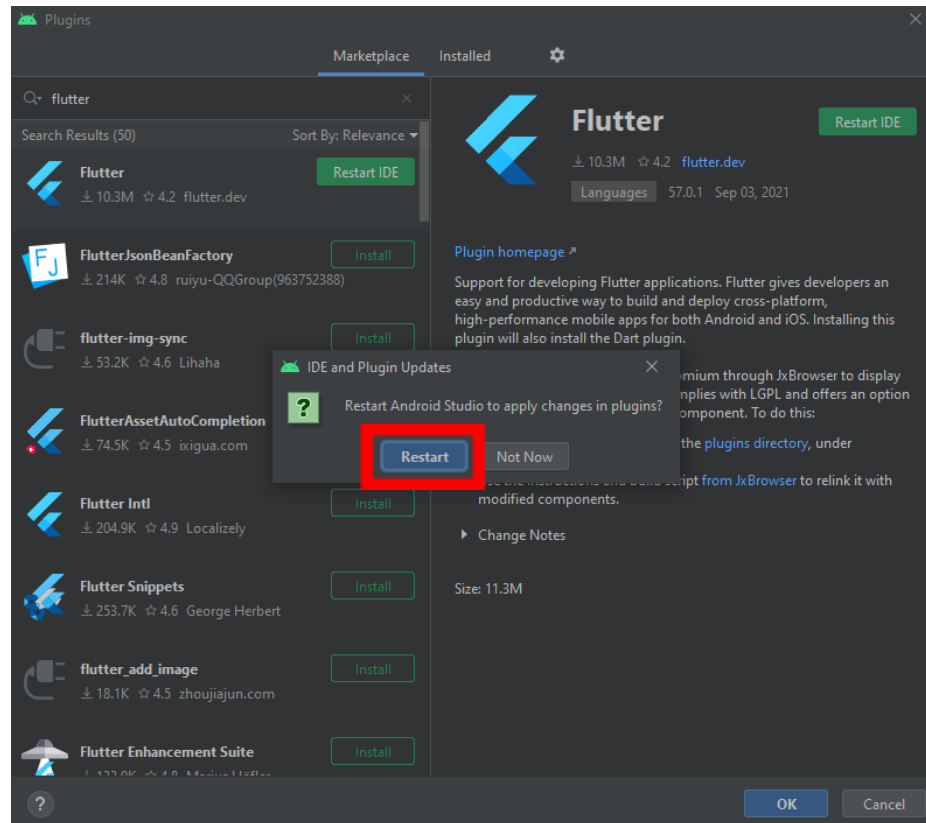 Plugins
Marketplace Installed
flutter
Search Results (50) Sort By: Relevance
Flutter
Restart IDE
10.3M 4.2 flutter.dev
FlutterJsonBeanFactory
Install
214K 4.8 ruiyu-QQGroup(963752388)
flutter-img-sync
Install
53.2K 4.6 Lihaha
FlutterAssetAutoCompletion
74.5K 4.5 ixigua.com
Flutter Intl
Install
204.9K 4.9 Localizely
Flutter Snippets
Install
253.7K 4.6 George Herbert
flutter_add_image
Install
18.1K 4.5 zhoujiajun.com
Flutter Enhancement Suite
Install
Flutter
Restart IDE
10.3M 4.2 flutter.dev
Languages 57.0.1 Sep 03, 2021
Plugin homepage
Support for developing Flutter applications. Flutter gives developers an
easy and productive way to build and deploy cross-platform,
high-performance mobile apps for both Android and iOS. Installing this
plugin will also install the Dart plugin.
through JxBrowser to display
with LGPL and offers an option
To do this:
the plugins directory, under
from JxBrowser to relink it with
modified components.
Change Notes
Size: 11.3M
IDE and Plugin Updates
Restart Android Studio to apply changes in plugins?
Restart Not Now
?
OK Cancel